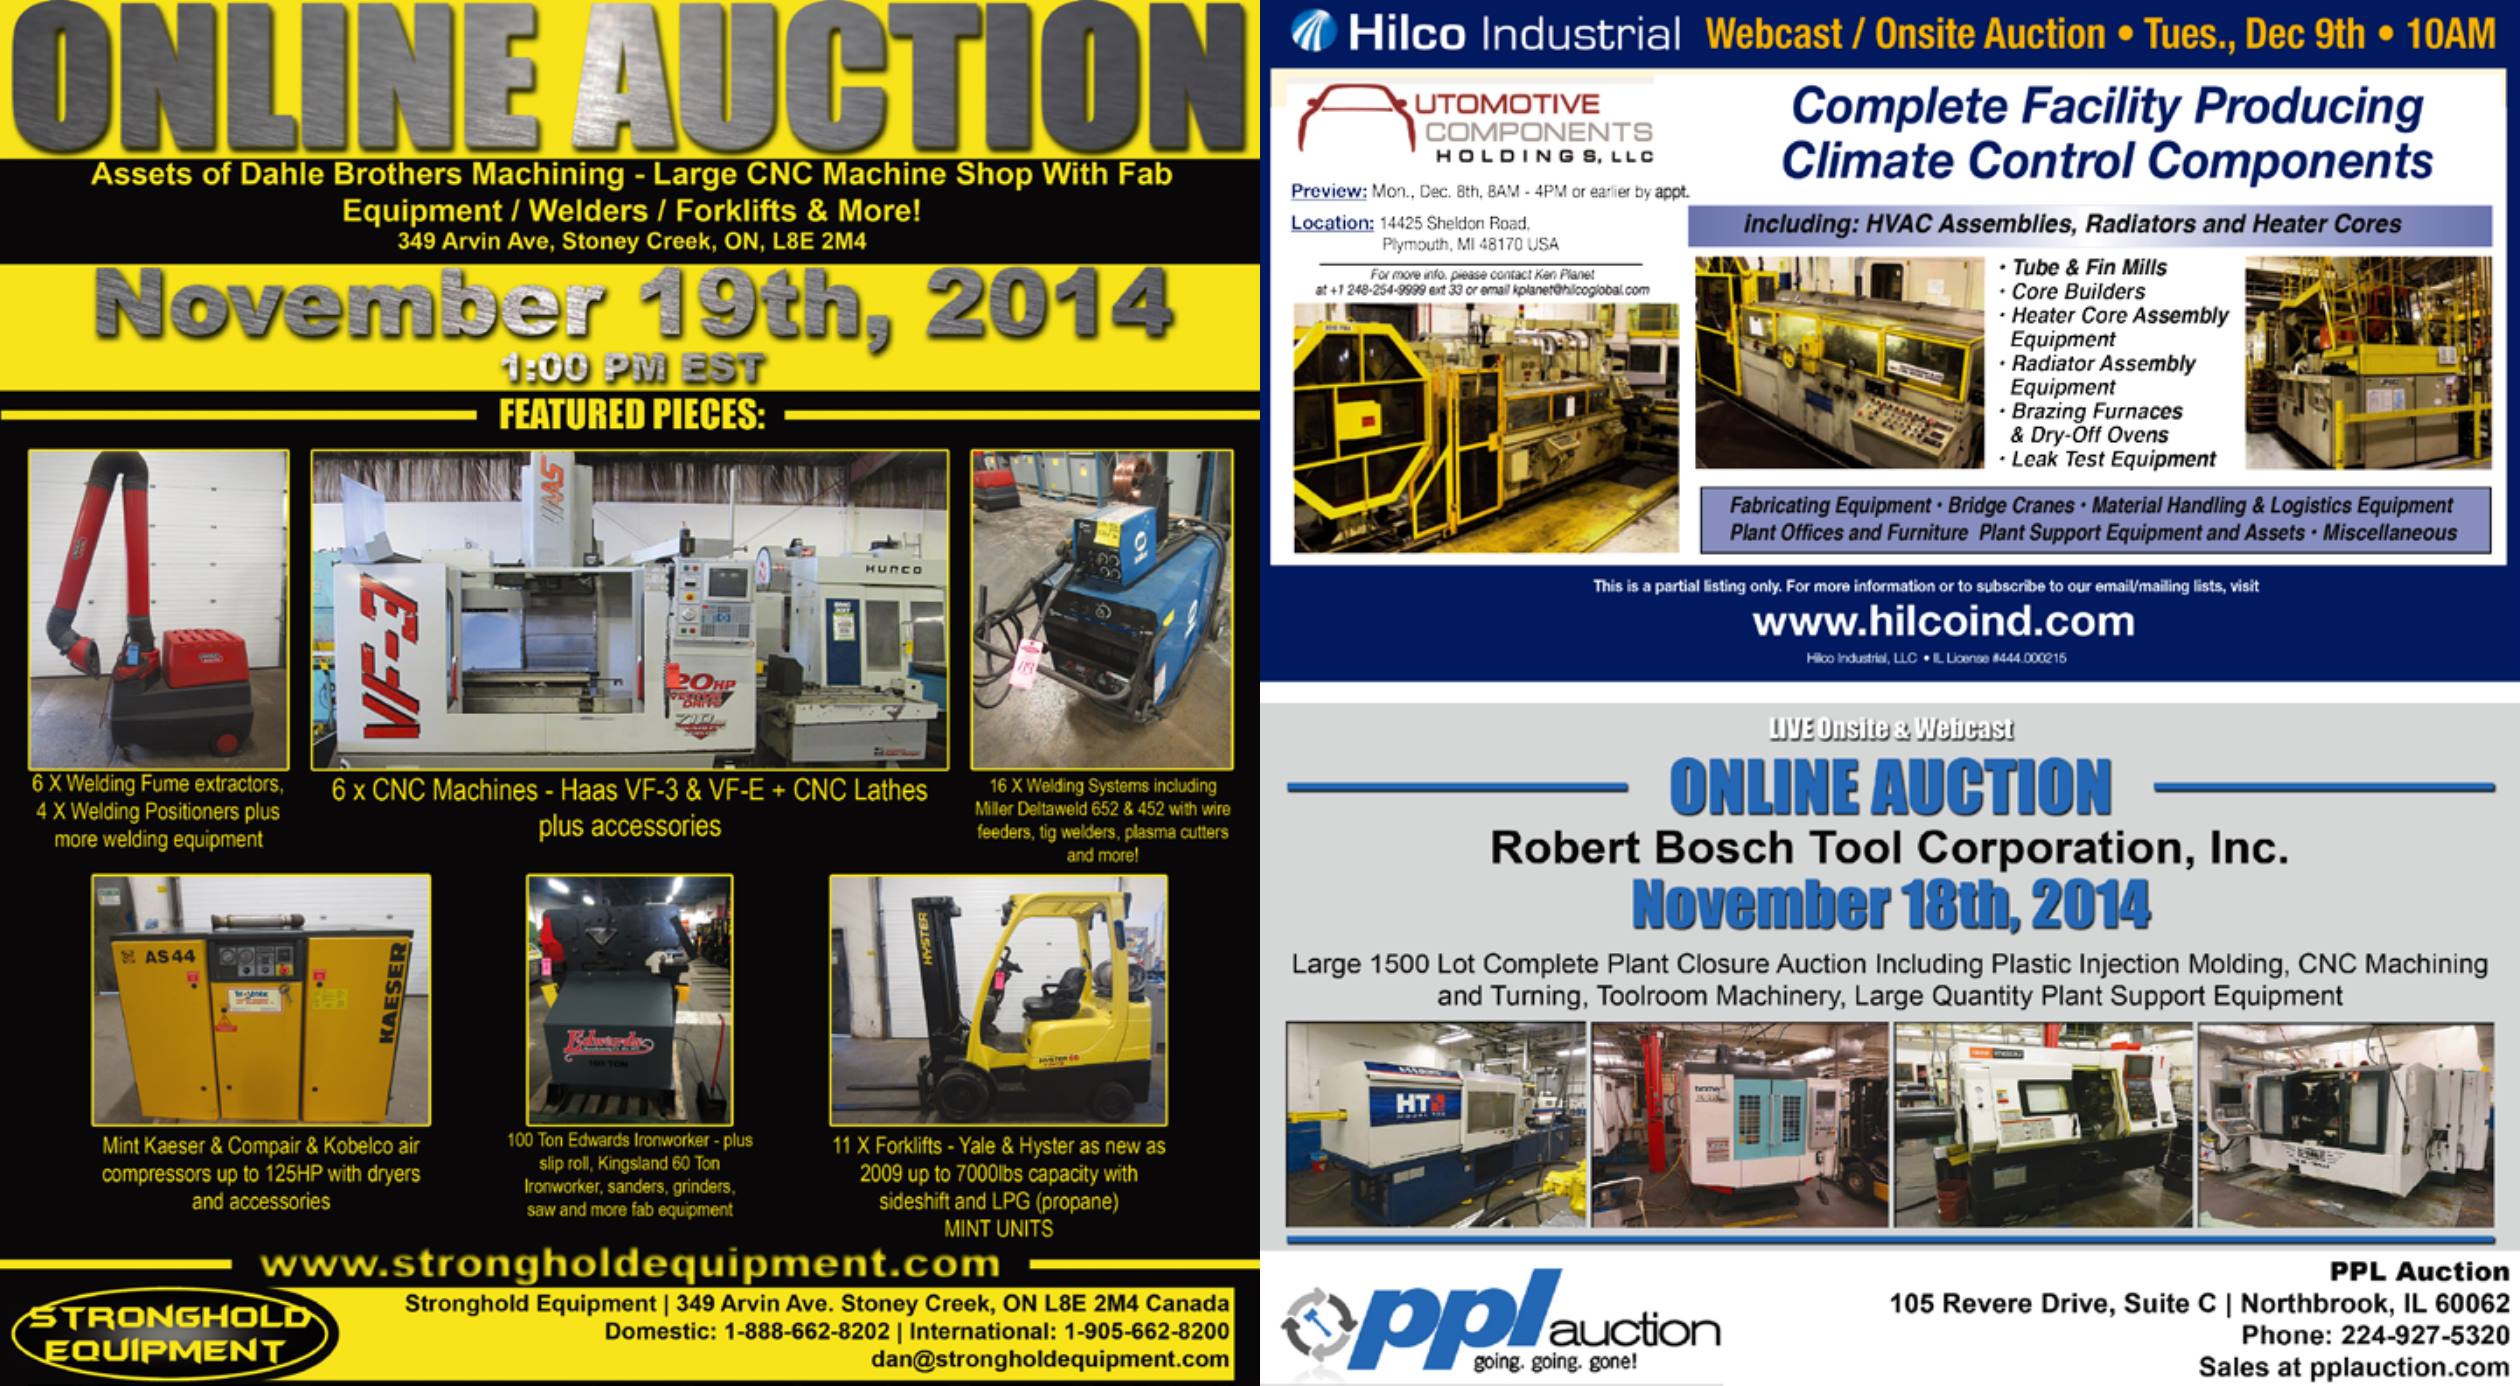 ONLINE AUCTION
Assets of Dahle Brothers Machining - Large CNC Machine Shop With Fab
Equipment / Welders / Forklifts & More!
349 Arvin Ave, Stoney Creek, ON, L8E 2M4
November 19th, 2014
1:00 PM EST
FEATURED PIECES:
HAAS
HURCO
VF-3
20HP
6 X Welding Fume extractors,
4 X Welding Positioners plus
more welding equipment
6 x CNC Machines - Haas VF-3 & VF-E + CNC Lathes
plus accessories
16 X Welding Systems including
Miller Deltaweld 652 & 452 with wire
feeders, tig welders, plasma cutters
and more!
AS 44
KAESER
Edwards
100 TON
HYSTER
HYSTER 60
Mint Kaeser & Compair & Kobelco air
compressors up to 125HP with dryers
and accessories
100 Ton Edwards Ironworker - plus
slip roll, Kingsland 60 Ton
Ironworker, sanders, grinders,
saw and more fab equipment
11 X Forklifts - Yale & Hyster as new as
2009 up to 7000lbs capacity with
sideshift and LPG (propane)
MINT UNITS
www.strongholdequipment.com
STRONGHOLD
EQUIPMENT
Stronghold Equipment | 349 Arvin Ave. Stoney Creek, ON L8E 2M4 Canada
Domestic: 1-888-662-8202 | International: 1-905-662-8200
dan@strongholdequipment.com
Hilco Industrial Webcast / Onsite Auction • Tues., Dec 9th • 10AM
AUTOMOTIVE
COMPONENTS
HOLDINGS, LLC
Preview: Mon., Dec. 8th, 8AM - 4PM or earlier by appt.
Location: 14425 Sheldon Road,
Plymouth, MI 48170 USA
For more info, please contact Ken Planet
at +1 248-254-9999 ext 33 or email kplanet@hilcoglobal.com
Complete Facility Producing
Climate Control Components
including: HVAC Assemblies, Radiators and Heater Cores
• Tube & Fin Mills
• Core Builders
• Heater Core Assembly
Equipment
• Radiator Assembly
Equipment
• Brazing Furnaces
& Dry-Off Ovens
• Leak Test Equipment
Fabricating Equipment • Bridge Cranes • Material Handling & Logistics Equipment
Plant Offices and Furniture Plant Support Equipment and Assets • Miscellaneous
This is a partial listing only. For more information or to subscribe to our email/mailing lists, visit
www.hilcoind.com
Hilco Industrial, LLC • IL License #444.000215
LIVE Onsite & Webcast
ONLINE AUCTION
Robert Bosch Tool Corporation, Inc.
November 18th, 2014
Large 1500 Lot Complete Plant Closure Auction Including Plastic Injection Molding, CNC Machining
and Turning, Toolroom Machinery, Large Quantity Plant Support Equipment
HT
ppl auction
going. going. gone!
PPL Auction
105 Revere Drive, Suite C | Northbrook, IL 60062
Phone: 224-927-5320
Sales at pplauction.com